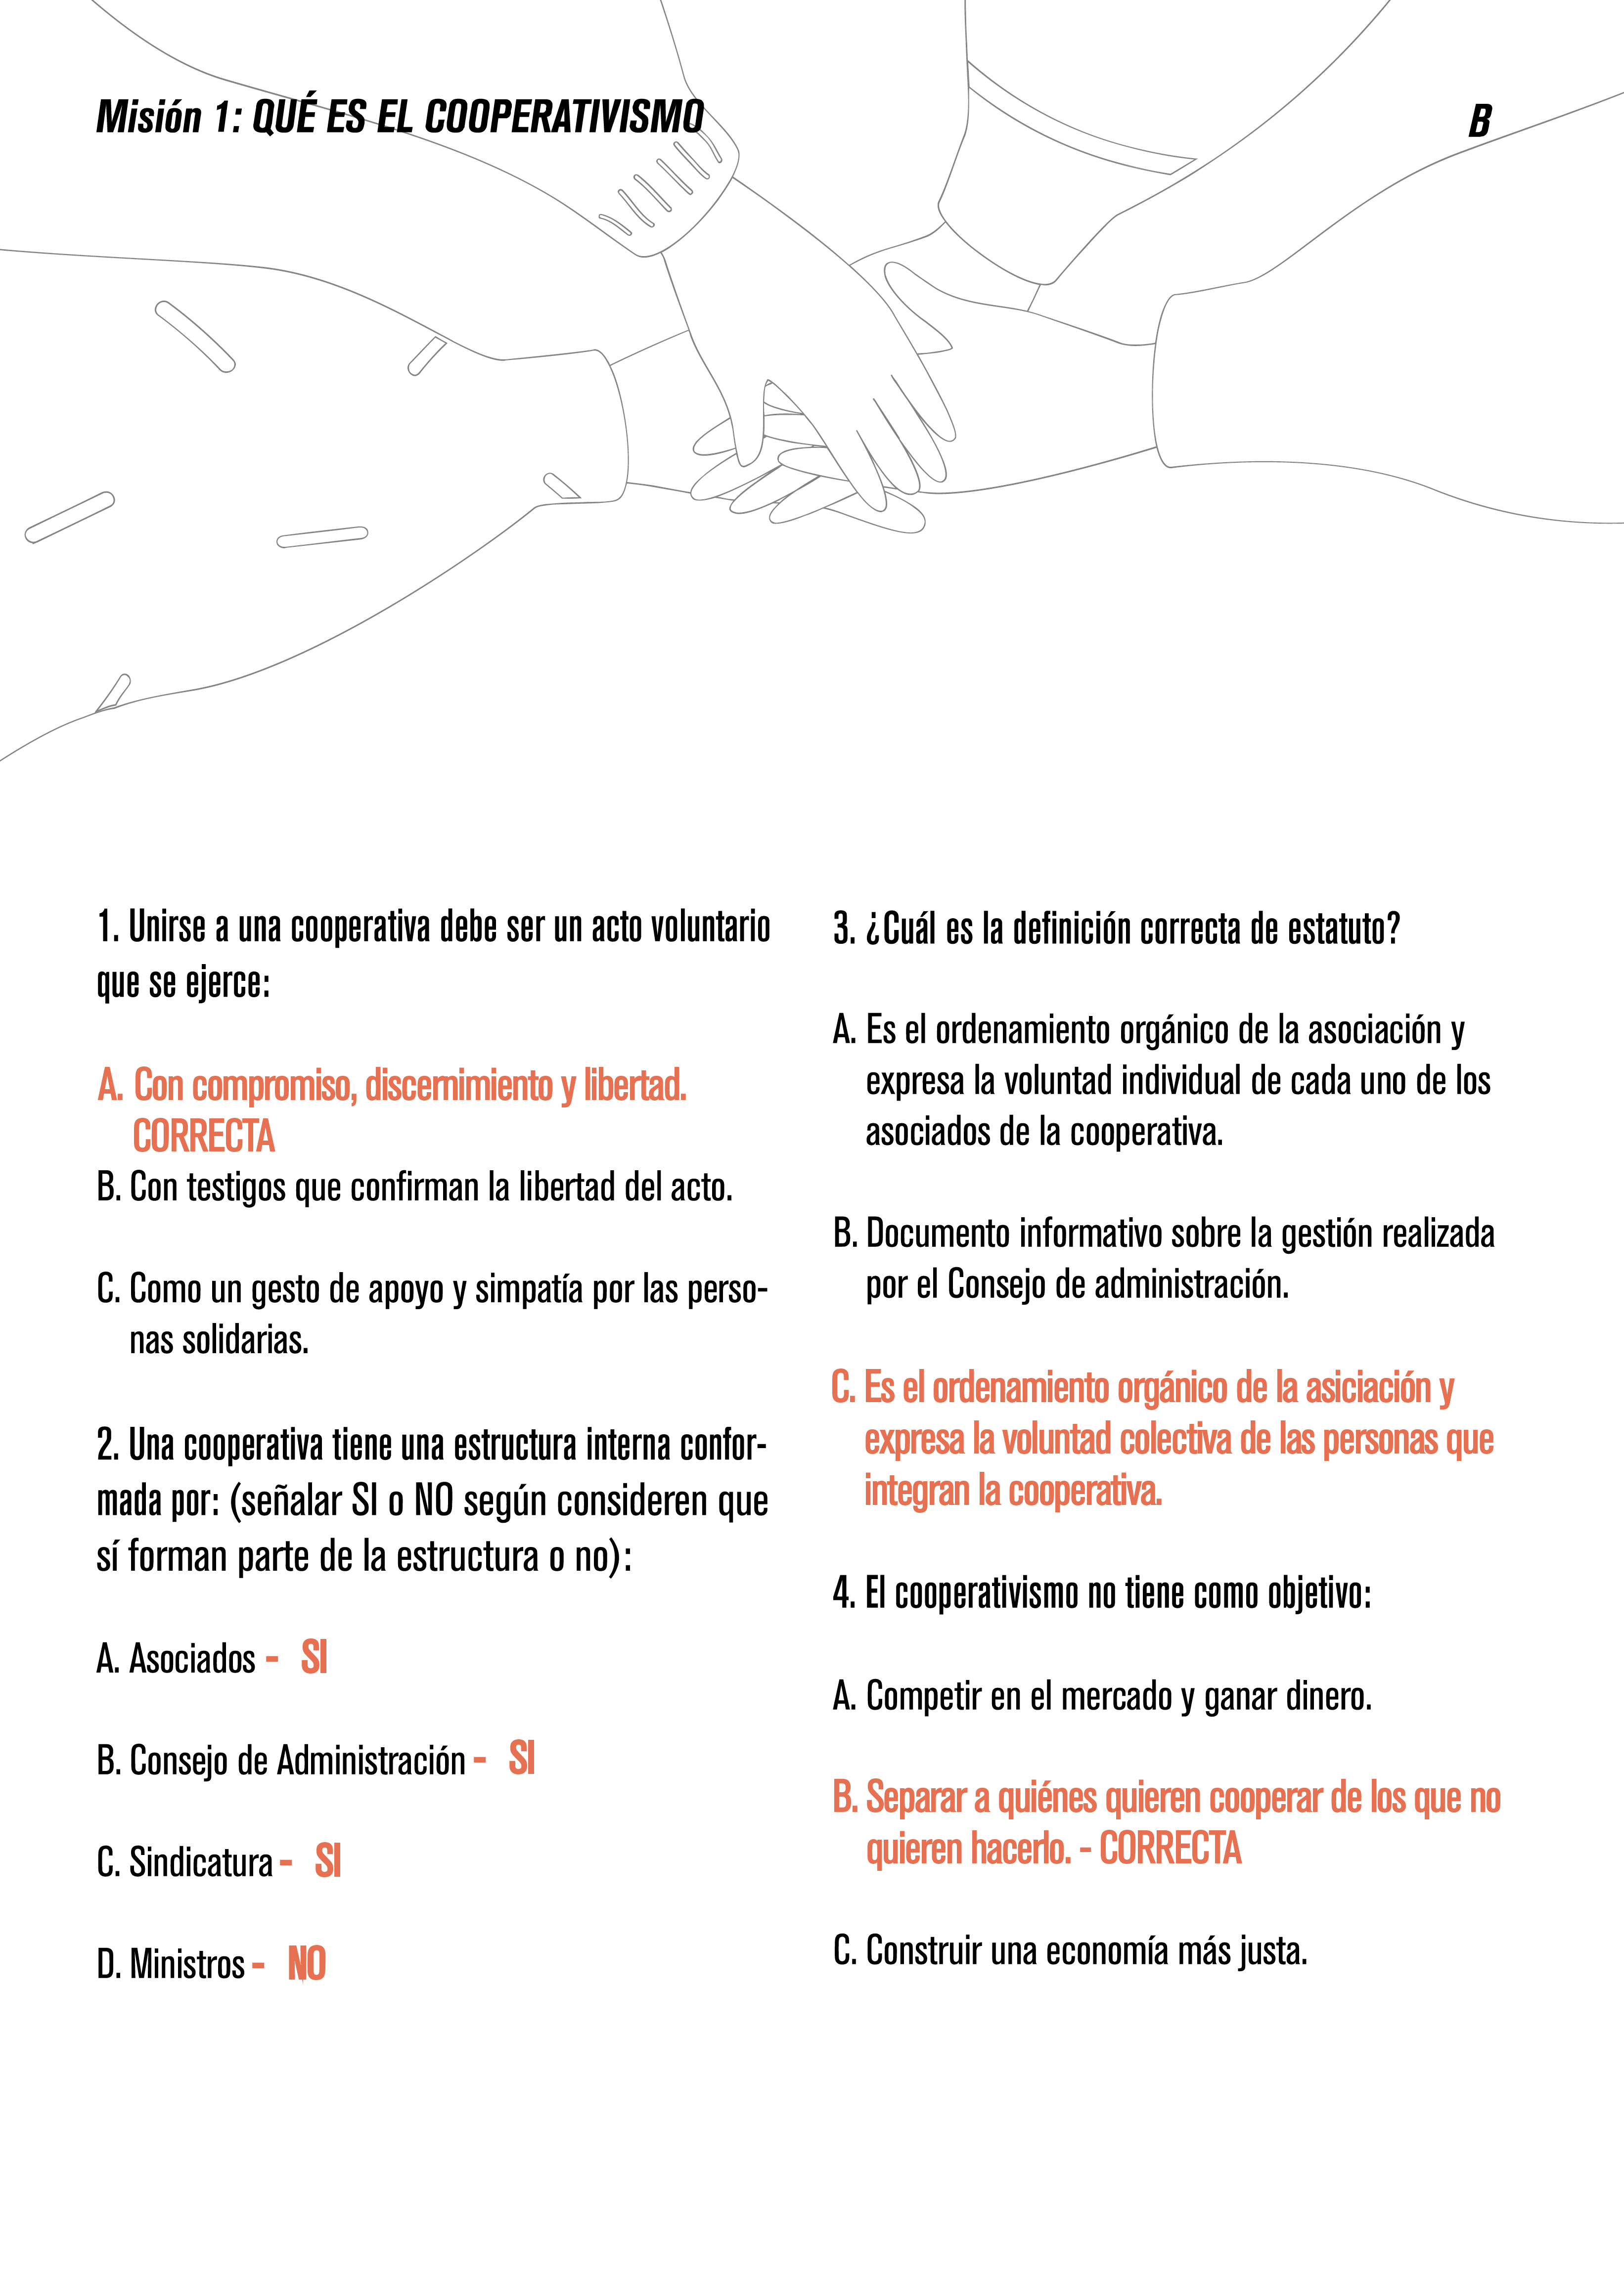 Misión 1: QUÉ ES EL COOPERATIVISMO
B
1. Unirse a una cooperativa debe ser un acto voluntario
que se ejerce:
A. Con compromiso, discernimiento y libertad.
CORRECTA
B. Con testigos que confirman la libertad del acto.
C. Como un gesto de apoyo y simpatía por las perso-
nas solidarias.
2. Una cooperativa tiene una estructura interna confor-
mada por: (señalar SI o NO según consideren que
sí forman parte de la estructura o no):
A. Asociados - SI
B. Consejo de Administración - SI
C. Sindicatura - SI
D. Ministros - NO
3. ¿Cuál es la definición correcta de estatuto?
A. Es el ordenamiento orgánico de la asociación y
expresa la voluntad individual de cada uno de los
asociados de la cooperativa.
B. Documento informativo sobre la gestión realizada
por el Consejo de administración.
C. Es el ordenamiento orgánico de la asiciación y
expresa la voluntad colectiva de las personas que
integran la cooperativa.
4. El cooperativismo no tiene como objetivo:
A. Competir en el mercado y ganar dinero.
B. Separar a quiénes quieren cooperar de los que no
quieren hacerlo. - CORRECTA
C. Construir una economía más justa.